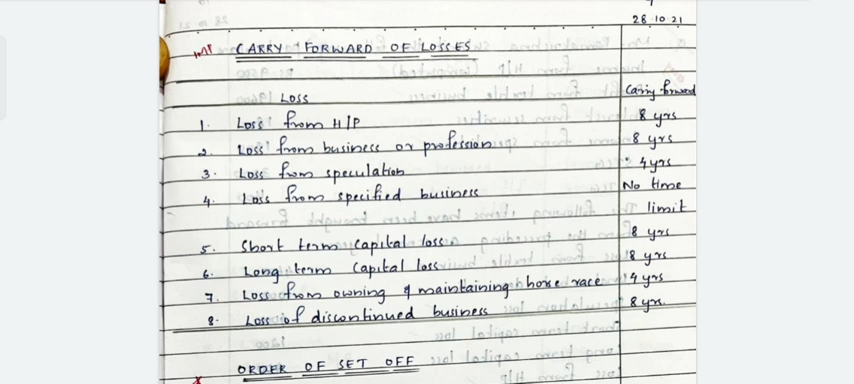 28.10.21
Imp CARRY FORWARD OF LOSSES
Loss Carry forward
1. Loss from H/P 8 yrs
2. Loss from business or profession 8 yrs
3. Loss from speculation 4 yrs
4. Loss from specified business No time
limit
5. Short term capital loss 8 yrs
6. Long term capital loss 8 yrs
7. Loss from owning & maintaining horse race 4 yrs
8. Loss of discontinued business 8 yrs.
ORDER OF SET OFF